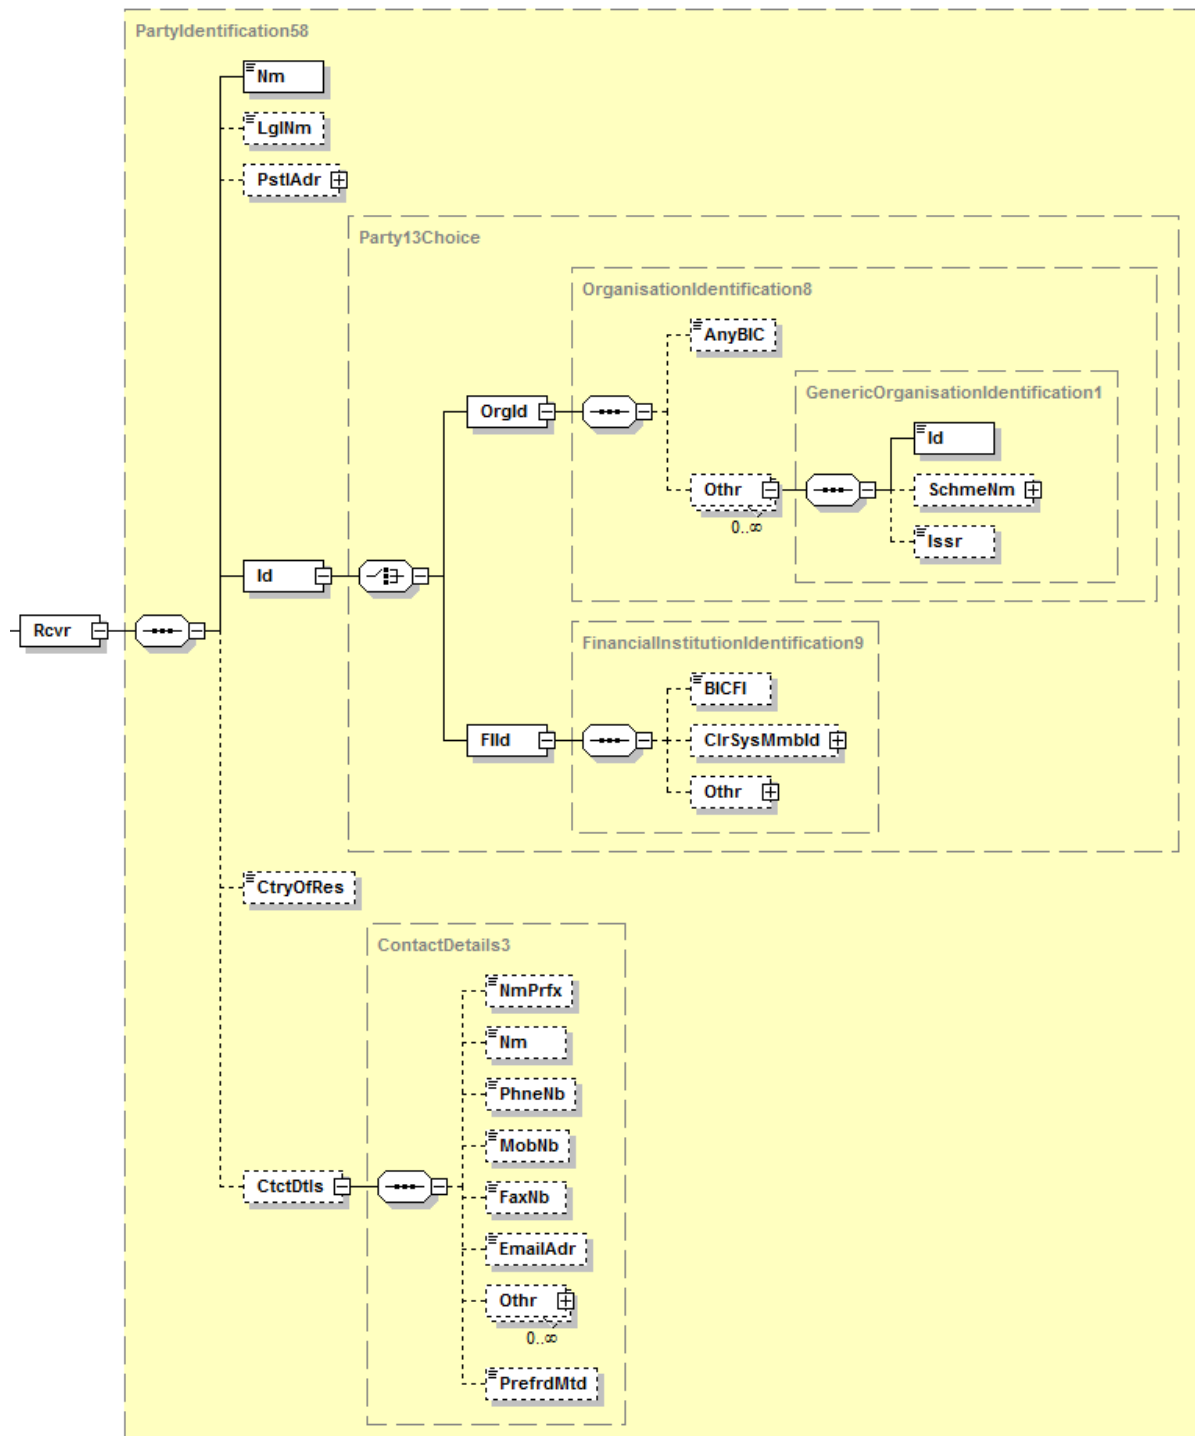 PartyIdentification58
Nm
LglNm
PstlAdr
Party13Choice
OrganisationIdentification8
AnyBIC
GenericOrganisationIdentification1
OrgId
Id
Othr
0..∞
SchmeNm
Issr
Id
Rcvr
FinancialInstitutionIdentification9
BICFI
FIId
ClrSysMmbId
Othr
CtryOfRes
ContactDetails3
NmPrfx
Nm
PhneNb
MobNb
CtctDtls
FaxNb
EmailAdr
Othr
0..∞
PrefrdMtd